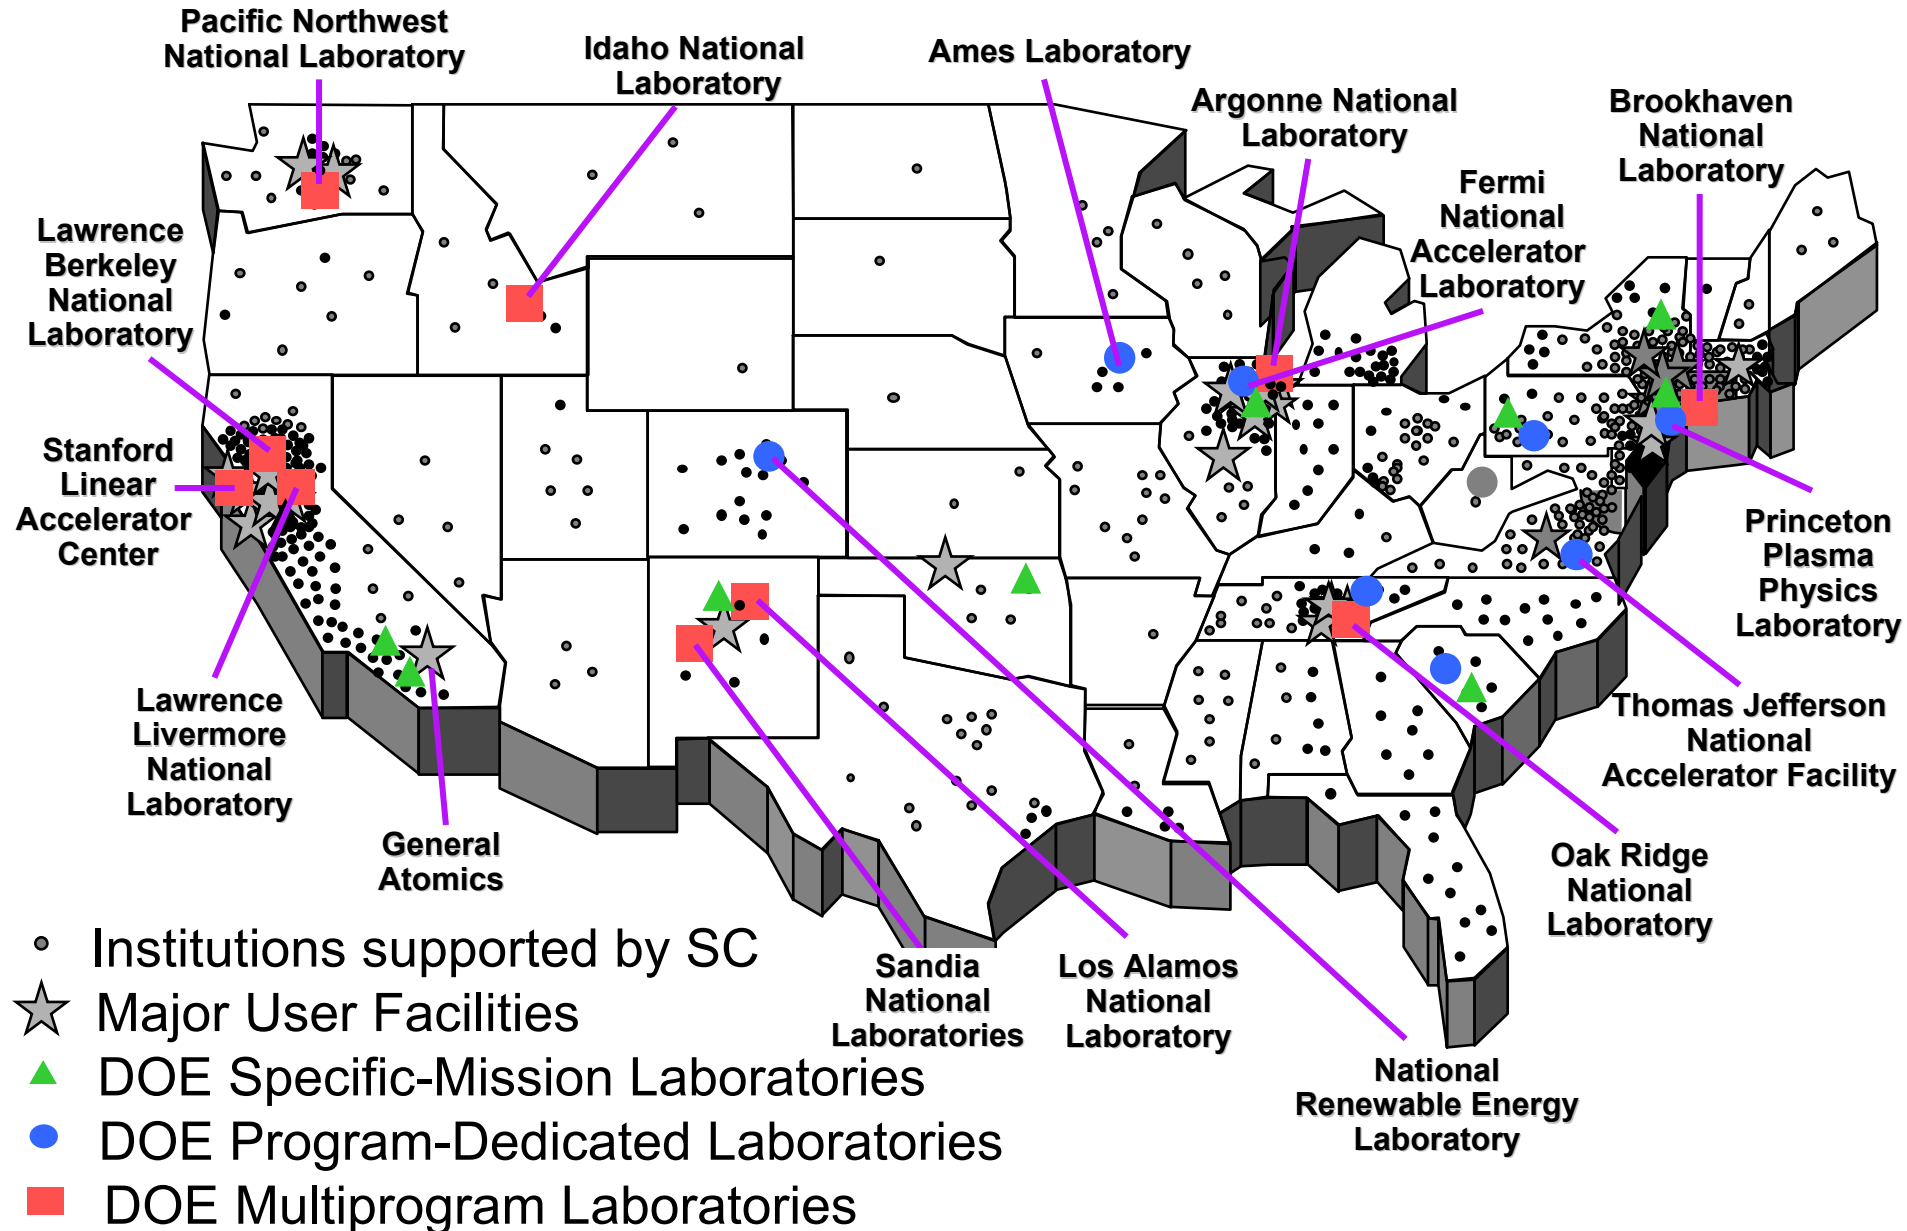 Pacific Northwest
National Laboratory
Idaho National
Laboratory
Ames Laboratory
Argonne National
Laboratory
Brookhaven
National
Laboratory
Fermi
National
Accelerator
Laboratory
Lawrence
Berkeley
National
Laboratory
Stanford
Linear
Accelerator
Center
Lawrence
Livermore
National
Laboratory
General
Atomics
Princeton
Plasma
Physics
Laboratory
Thomas Jefferson
National
Accelerator Facility
Oak Ridge
National
Laboratory
Sandia
National
Laboratories
Los Alamos
National
Laboratory
National
Renewable Energy
Laboratory
Institutions supported by SC
Major User Facilities
DOE Specific-Mission Laboratories
DOE Program-Dedicated Laboratories
DOE Multiprogram Laboratories